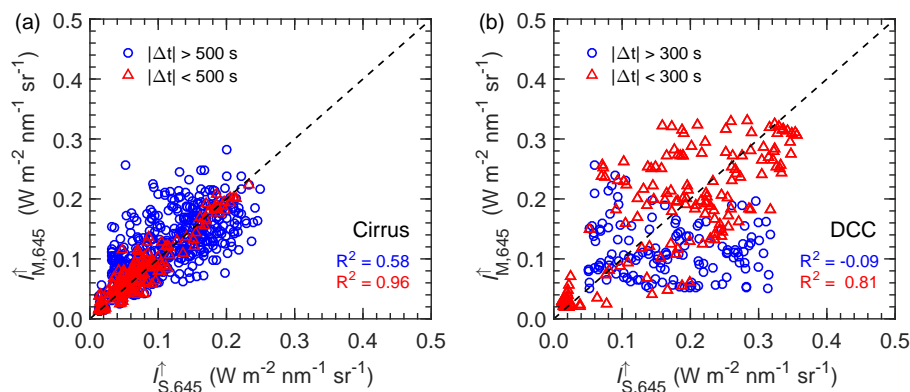 (a)
|Δt| > 500 s
|Δt| < 500 s
Cirrus
R² = 0.58
R² = 0.96
0.5
0.4
0.3
0.2
0.1
0.0
0.0 0.1 0.2 0.3 0.4 0.5
I↑M,645 (W m⁻² nm⁻¹ sr⁻¹)
I↑S,645 (W m⁻² nm⁻¹ sr⁻¹)
(b)
|Δt| > 300 s
|Δt| < 300 s
DCC
R² = -0.09
R² = 0.81
0.5
0.4
0.3
0.2
0.1
0.0
0.0 0.1 0.2 0.3 0.4 0.5
I↑M,645 (W m⁻² nm⁻¹ sr⁻¹)
I↑S,645 (W m⁻² nm⁻¹ sr⁻¹)